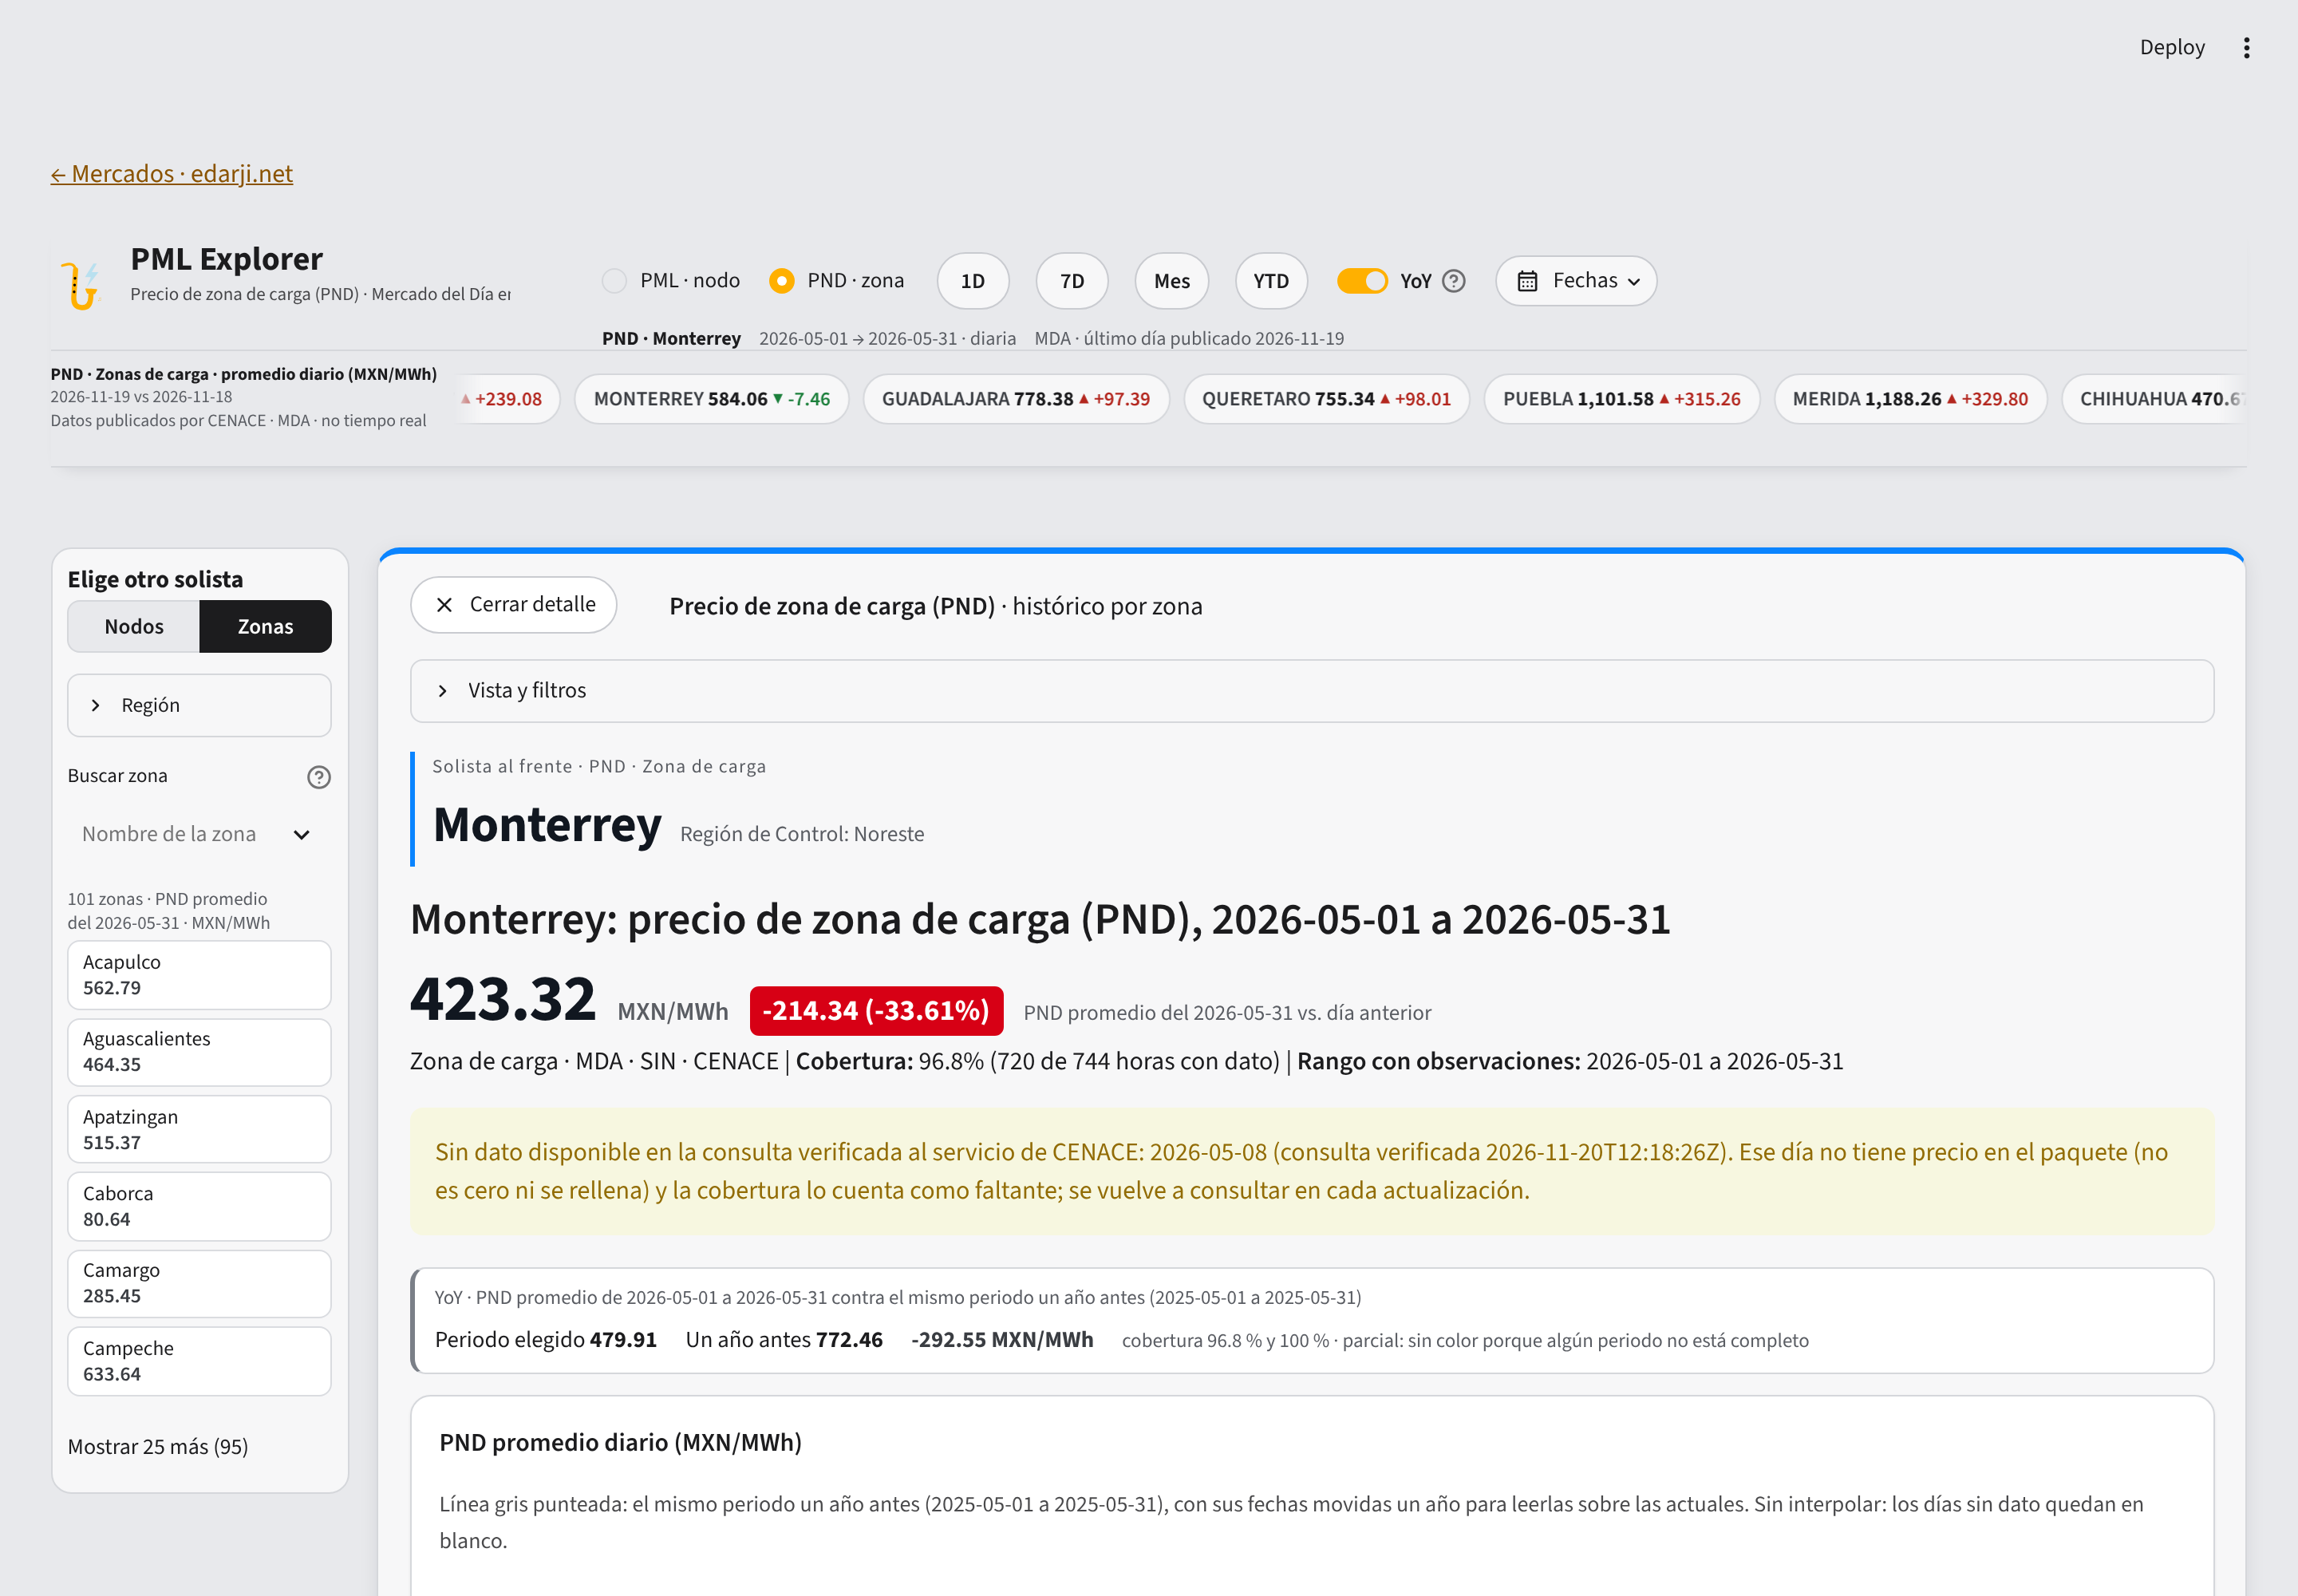 Deploy
← Mercados · edarji.net
PML Explorer
Precio de zona de carga (PND) · Mercado del Día
PML · nodo
PND · zona
1D
7D
Mes
YTD
YoY
Fechas
PND · Monterrey 2026-05-01 → 2026-05-31 · diaria MDA · último día publicado 2026-11-19
PND · Zonas de carga · promedio diario (MXN/MWh)
2026-11-19 vs 2026-11-18
Datos publicados por CENACE · MDA · no tiempo real
▲ +239.08
MONTERREY 584.06 ▼ -7.46
GUADALAJARA 778.38 ▲ +97.39
QUERETARO 755.34 ▲ +98.01
PUEBLA 1,101.58 ▲ +315.26
MERIDA 1,188.26 ▲ +329.80
CHIHUAHUA
Elige otro solista
Nodos
Zonas
Región
Buscar zona
Nombre de la zona
101 zonas · PND promedio
del 2026-05-31 · MXN/MWh
Acapulco
562.79
Aguascalientes
464.35
Apatzingan
515.37
Caborca
80.64
Camargo
285.45
Campeche
633.64
Mostrar 25 más (95)
Cerrar detalle
Precio de zona de carga (PND) · histórico por zona
Vista y filtros
Solista al frente · PND · Zona de carga
Monterrey Región de Control: Noreste
Monterrey: precio de zona de carga (PND), 2026-05-01 a 2026-05-31
423.32 MXN/MWh -214.34 (-33.61%) PND promedio del 2026-05-31 vs. día anterior
Zona de carga · MDA · SIN · CENACE | Cobertura: 96.8% (720 de 744 horas con dato) | Rango con observaciones: 2026-05-01 a 2026-05-31
Sin dato disponible en la consulta verificada al servicio de CENACE: 2026-05-08 (consulta verificada 2026-11-20T12:18:26Z). Ese día no tiene precio en el paquete (no
es cero ni se rellena) y la cobertura lo cuenta como faltante; se vuelve a consultar en cada actualización.
YoY · PND promedio de 2026-05-01 a 2026-05-31 contra el mismo periodo un año antes (2025-05-01 a 2025-05-31)
Periodo elegido 479.91 Un año antes 772.46 -292.55 MXN/MWh cobertura 96.8 % y 100 % · parcial: sin color porque algún periodo no está completo
PND promedio diario (MXN/MWh)
Línea gris punteada: el mismo periodo un año antes (2025-05-01 a 2025-05-31), con sus fechas movidas un año para leerlas sobre las actuales. Sin interpolar: los días sin dato quedan en
blanco.